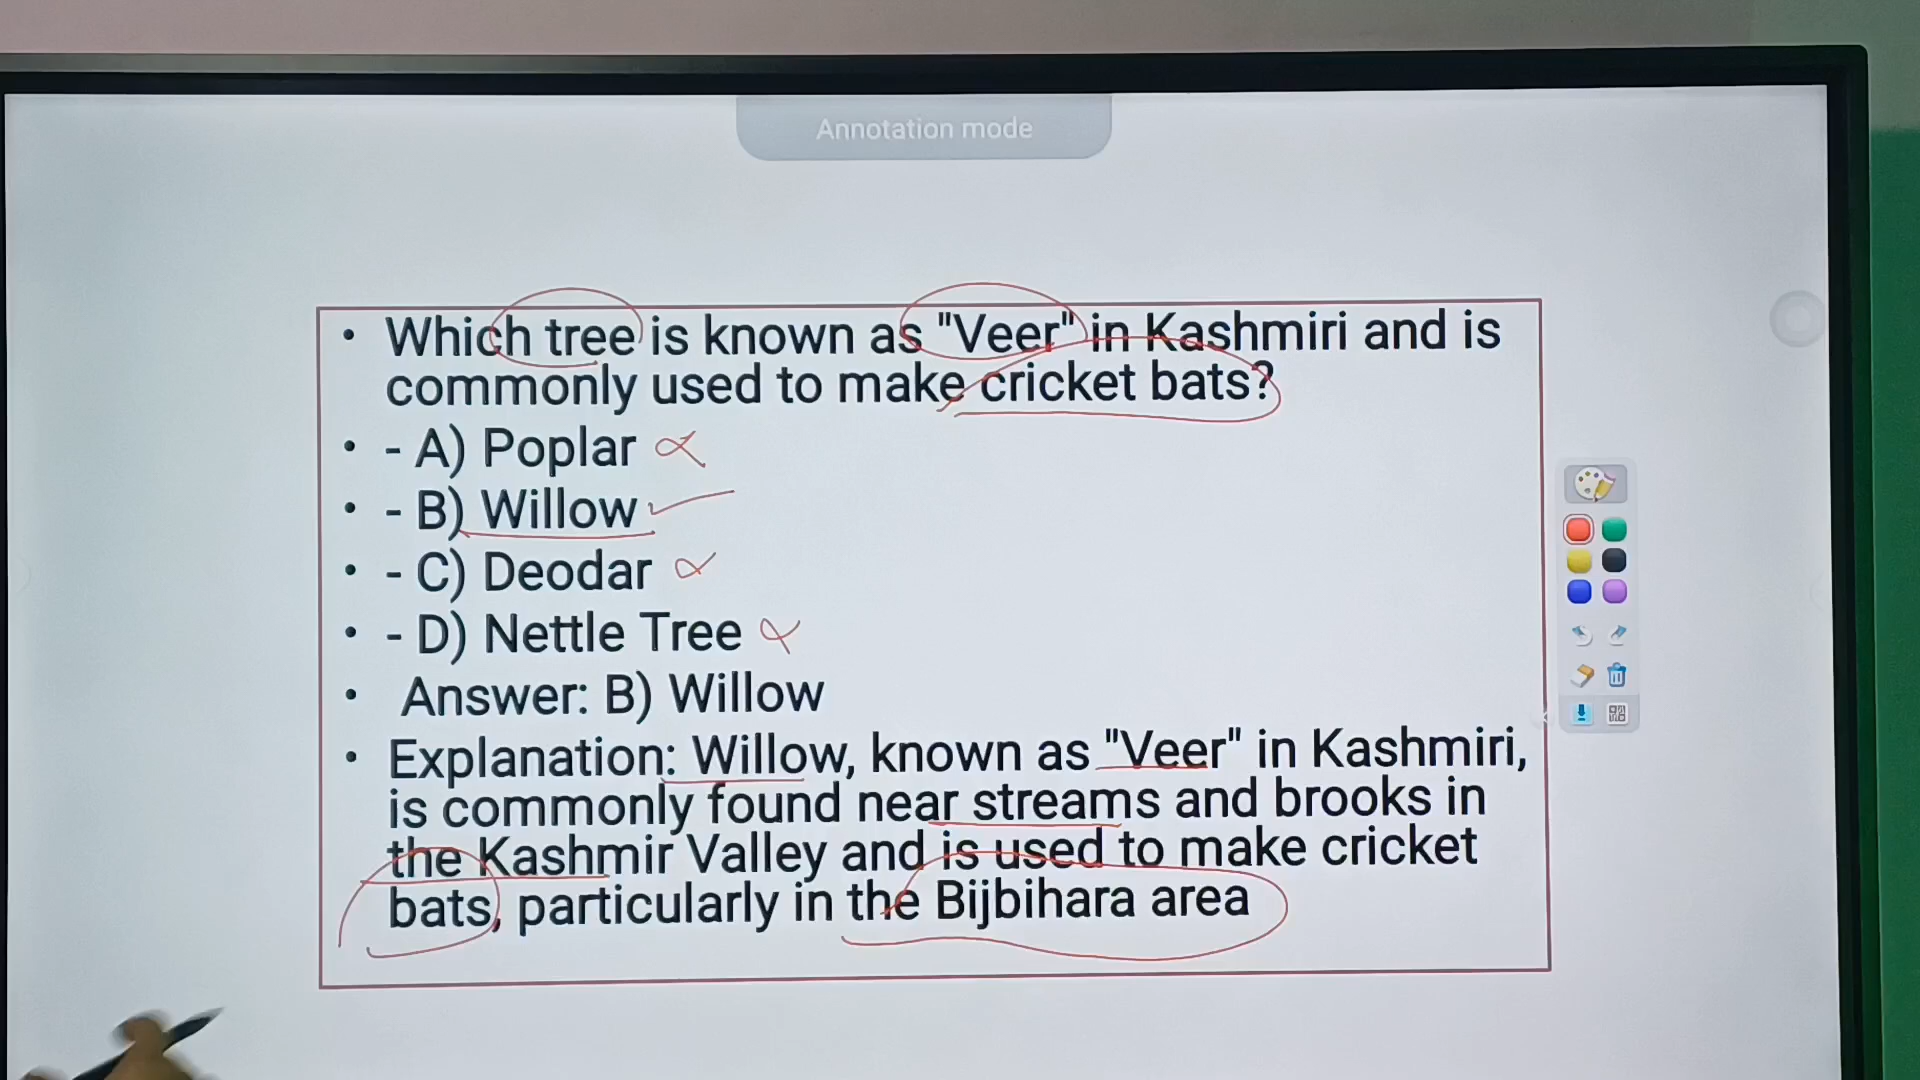 Annotation mode
• Which tree is known as "Veer" in Kashmiri and is
commonly used to make cricket bats?
• - A) Poplar
• - B) Willow
• - C) Deodar
• - D) Nettle Tree
• Answer: B) Willow
• Explanation: Willow, known as "Veer" in Kashmiri,
is commonly found near streams and brooks in
the Kashmir Valley and is used to make cricket
bats, particularly in the Bijbihara area